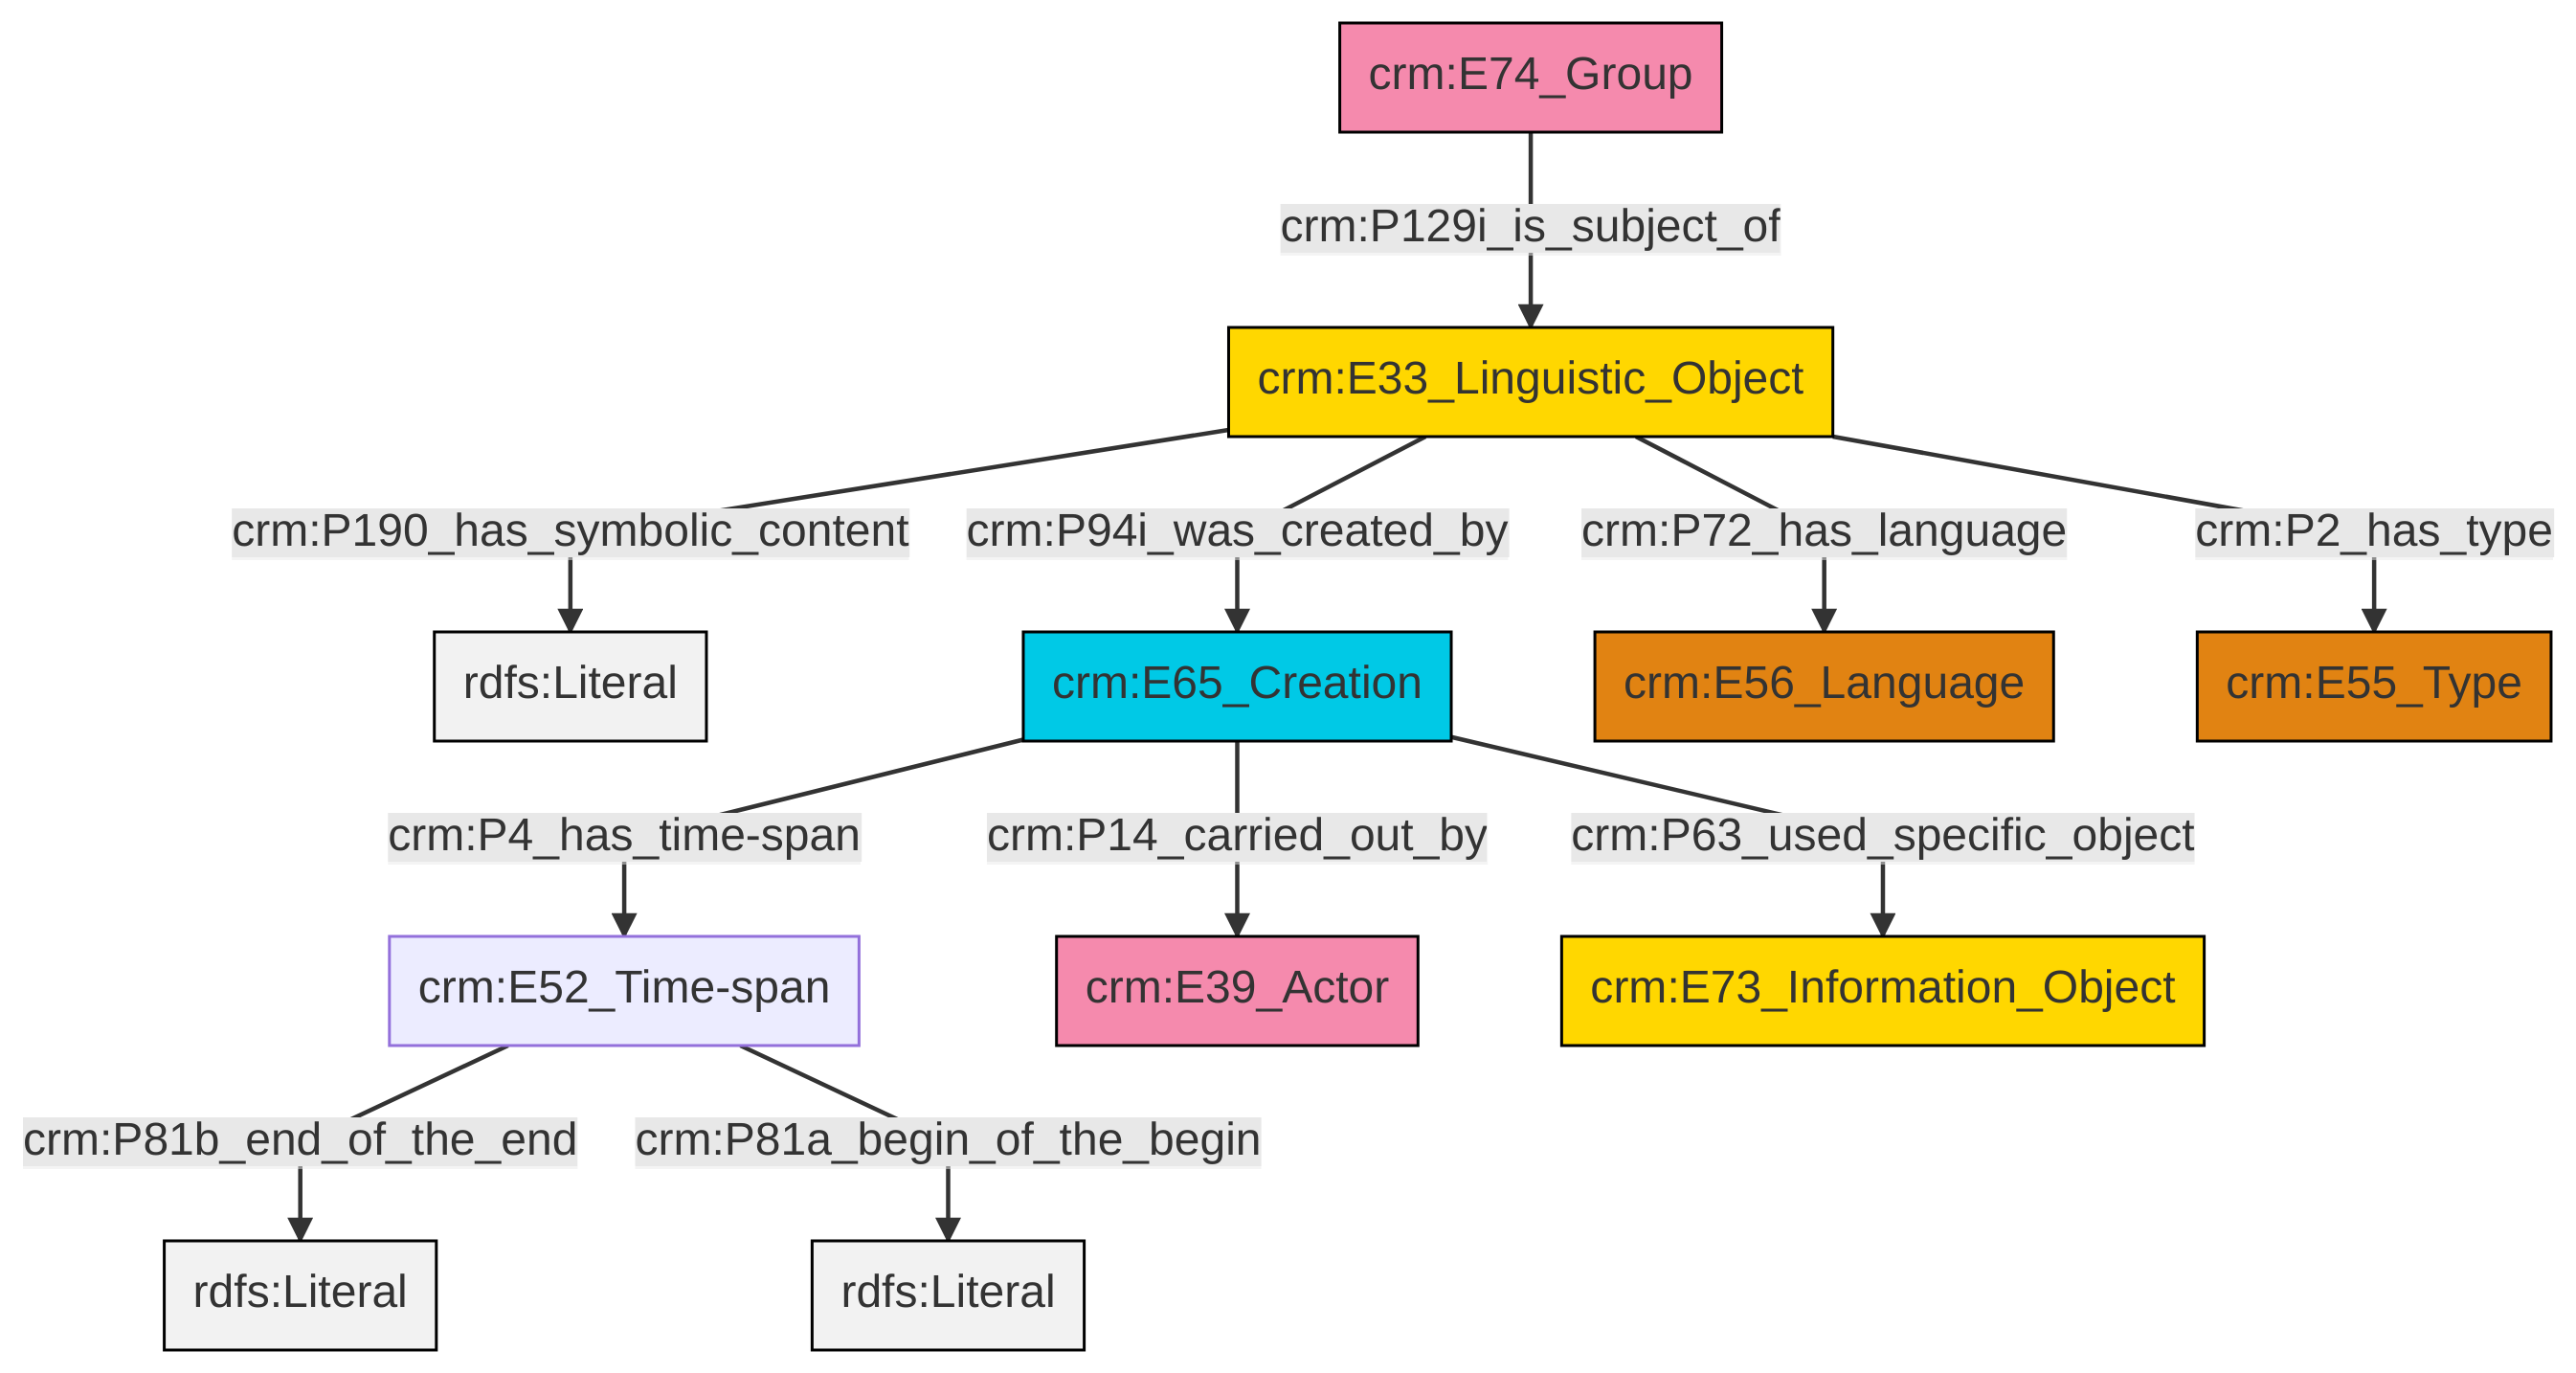 crm:E74_Group
crm:P129i_is_subject_of
crm:E33_Linguistic_Object
crm:P190_has_symbolic_content
crm:P94i_was_created_by
crm:P72_has_language
crm:P2_has_type
rdfs:Literal
crm:E65_Creation
crm:E56_Language
crm:E55_Type
crm:P4_has_time-span
crm:P14_carried_out_by
crm:P63_used_specific_object
crm:E52_Time-span
crm:E39_Actor
crm:E73_Information_Object
crm:P81b_end_of_the_end
crm:P81a_begin_of_the_begin
rdfs:Literal
rdfs:Literal